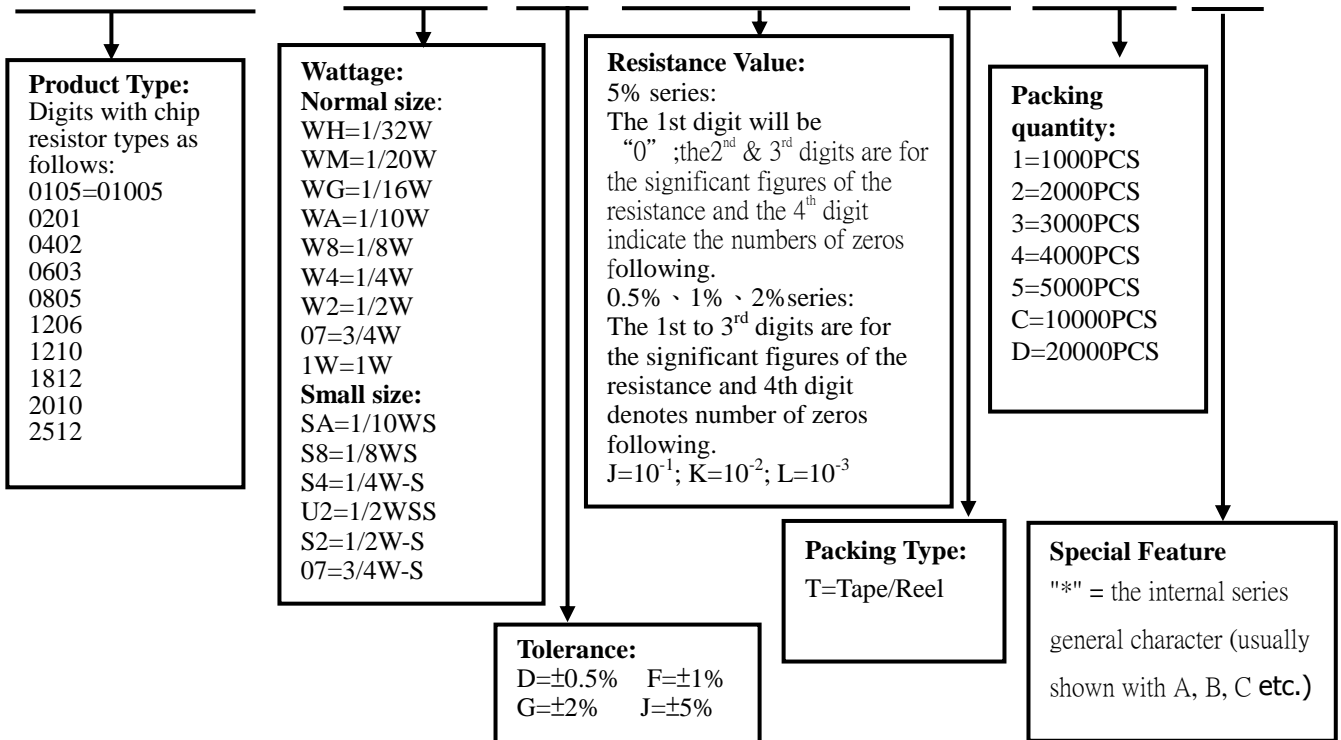 Product Type:
Digits with chip
resistor types as
follows:
0105=01005
0201
0402
0603
0805
1206
1210
1812
2010
2512
Wattage:
Normal size:
WH=1/32W
WM=1/20W
WG=1/16W
WA=1/10W
W8=1/8W
W4=1/4W
W2=1/2W
07=3/4W
1W=1W
Small size:
SA=1/10WS
S8=1/8WS
S4=1/4W-S
U2=1/2WSS
S2=1/2W-S
07=3/4W-S
Tolerance:
D=±0.5% F=±1%
G=±2% J=±5%
Resistance Value:
5% series:
The 1st digit will be
“0” ;the2nd & 3rd digits are for
the significant figures of the
resistance and the 4th digit
indicate the numbers of zeros
following.
0.5%、1%、2%series:
The 1st to 3rd digits are for
the significant figures of the
resistance and 4th digit
denotes number of zeros
following.
J=10-1; K=10-2; L=10-3
Packing Type:
T=Tape/Reel
Packing
quantity:
1=1000PCS
2=2000PCS
3=3000PCS
4=4000PCS
5=5000PCS
C=10000PCS
D=20000PCS
Special Feature
"*" = the internal series
general character (usually
shown with A, B, C etc.)